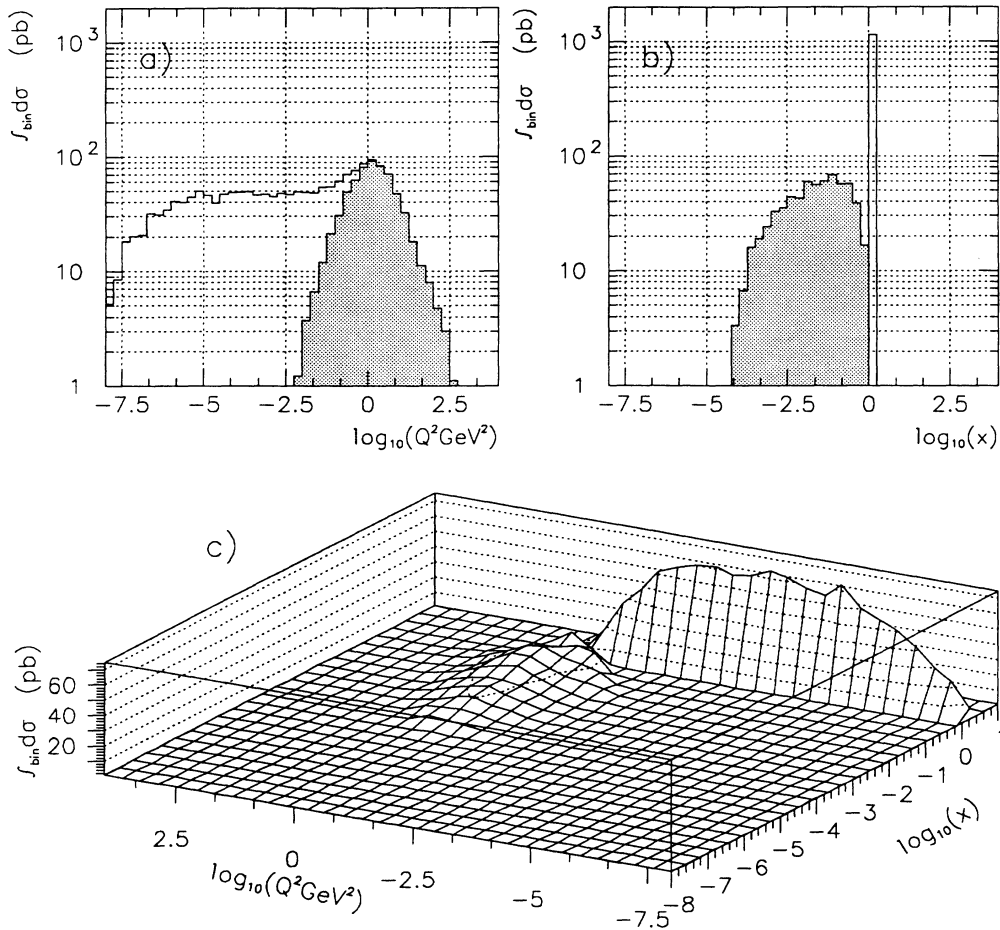 ∫bin dσ (pb)
a)
10³
10²
10
1
−7.5 −5 −2.5 0 2.5
log₁₀(Q²GeV²)
∫bin dσ (pb)
b)
10³
10²
10
1
−7.5 −5 −2.5 0 2.5
log₁₀(x)
c)
∫bin dσ (pb)
60
40
20
2.5 0 −2.5 −5 −7.5
log₁₀(Q²GeV²)
−8 −7 −6 −5 −4 −3 −2 −1 0
log₁₀(x)